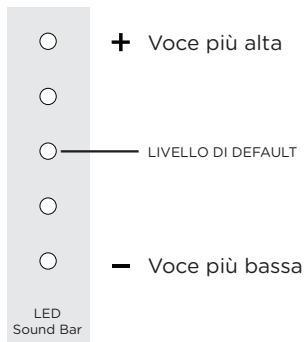 + Voce più alta
LIVELLO DI DEFAULT
– Voce più bassa
LED
Sound Bar